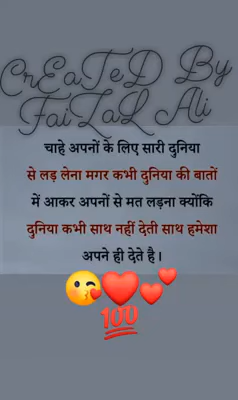 CrEaTeD By
FaiZaL Ali
चाहे अपनों के लिए सारी दुनिया
से लड़ लेना मगर कभी दुनिया की बातों
में आकर अपनों से मत लड़ना क्योंकि
दुनिया कभी साथ नहीं देती साथ हमेशा
अपने ही देते है।
😘❤️💕
💯